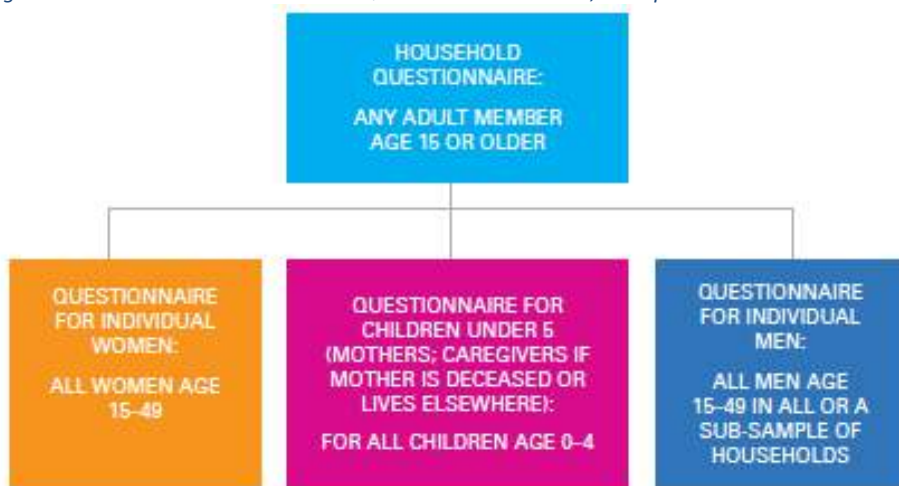 HOUSEHOLD
QUESTIONNAIRE:
ANY ADULT MEMBER
AGE 15 OR OLDER
QUESTIONNAIRE
FOR INDIVIDUAL
WOMEN:
ALL WOMEN AGE
15–49
QUESTIONNAIRE FOR
CHILDREN UNDER 5
(MOTHERS; CAREGIVERS IF
MOTHER IS DECEASED OR
LIVES ELSEWHERE):
FOR ALL CHILDREN AGE 0–4
QUESTIONNAIRE
FOR INDIVIDUAL
MEN:
ALL MEN AGE
15–49 IN ALL OR A
SUB-SAMPLE OF
HOUSEHOLDS